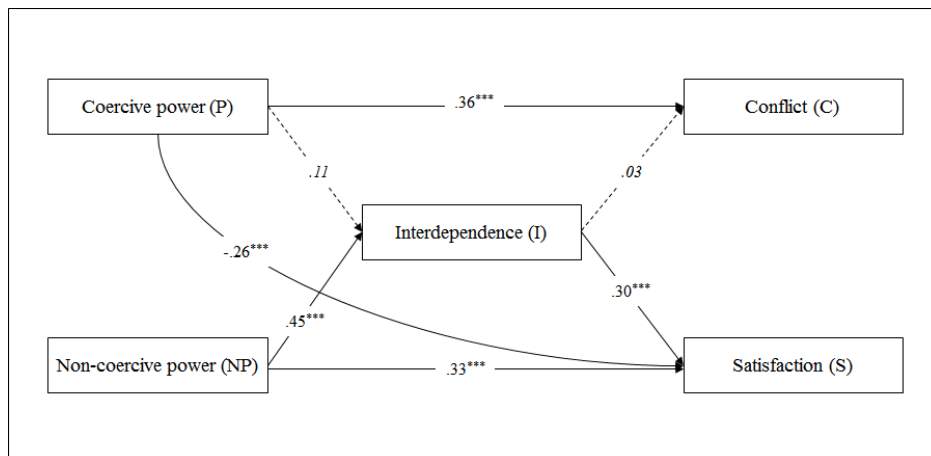 Coercive power (P)
.36***
Conflict (C)
.11
.03
Interdependence (I)
-.26***
.30***
.45***
Non-coercive power (NP)
.33***
Satisfaction (S)